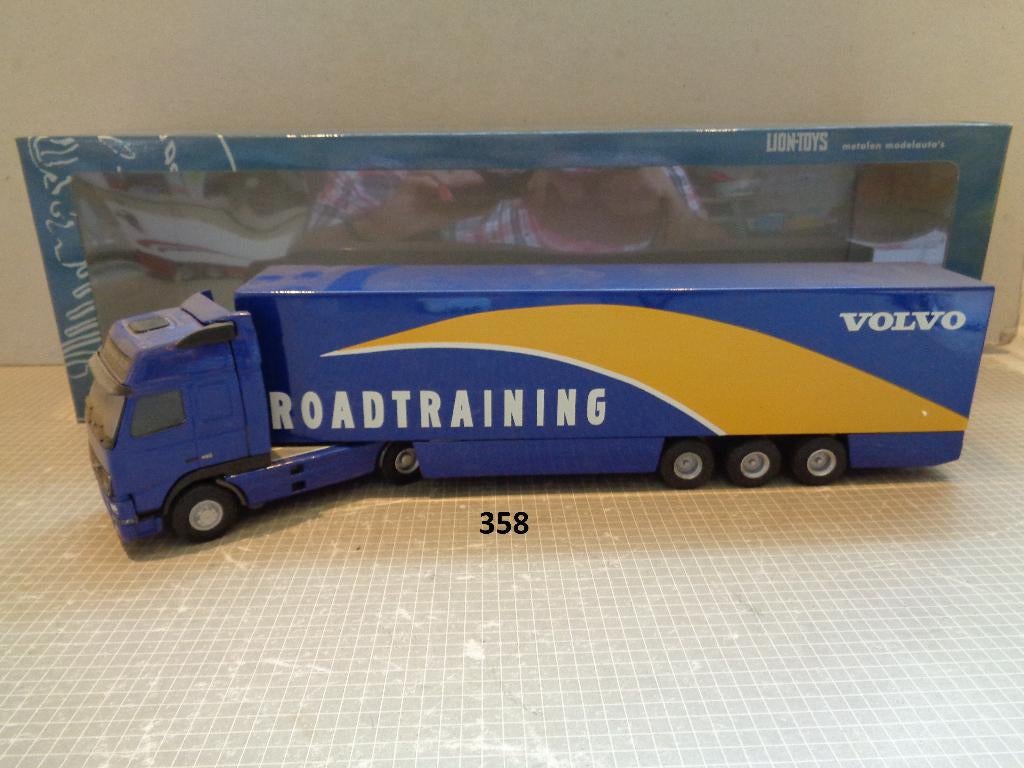 LION-TOYS metalen modelauto's
VOLVO
ROADTRAINING
358